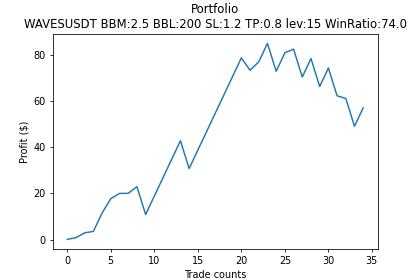 Portfolio
WAVESUSDT BBM:2.5 BBL:200 SL:1.2 TP:0.8 lev:15 WinRatio:74.0
Profit ($)
80
60
40
20
0
0 5 10 15 20 25 30 35
Trade counts